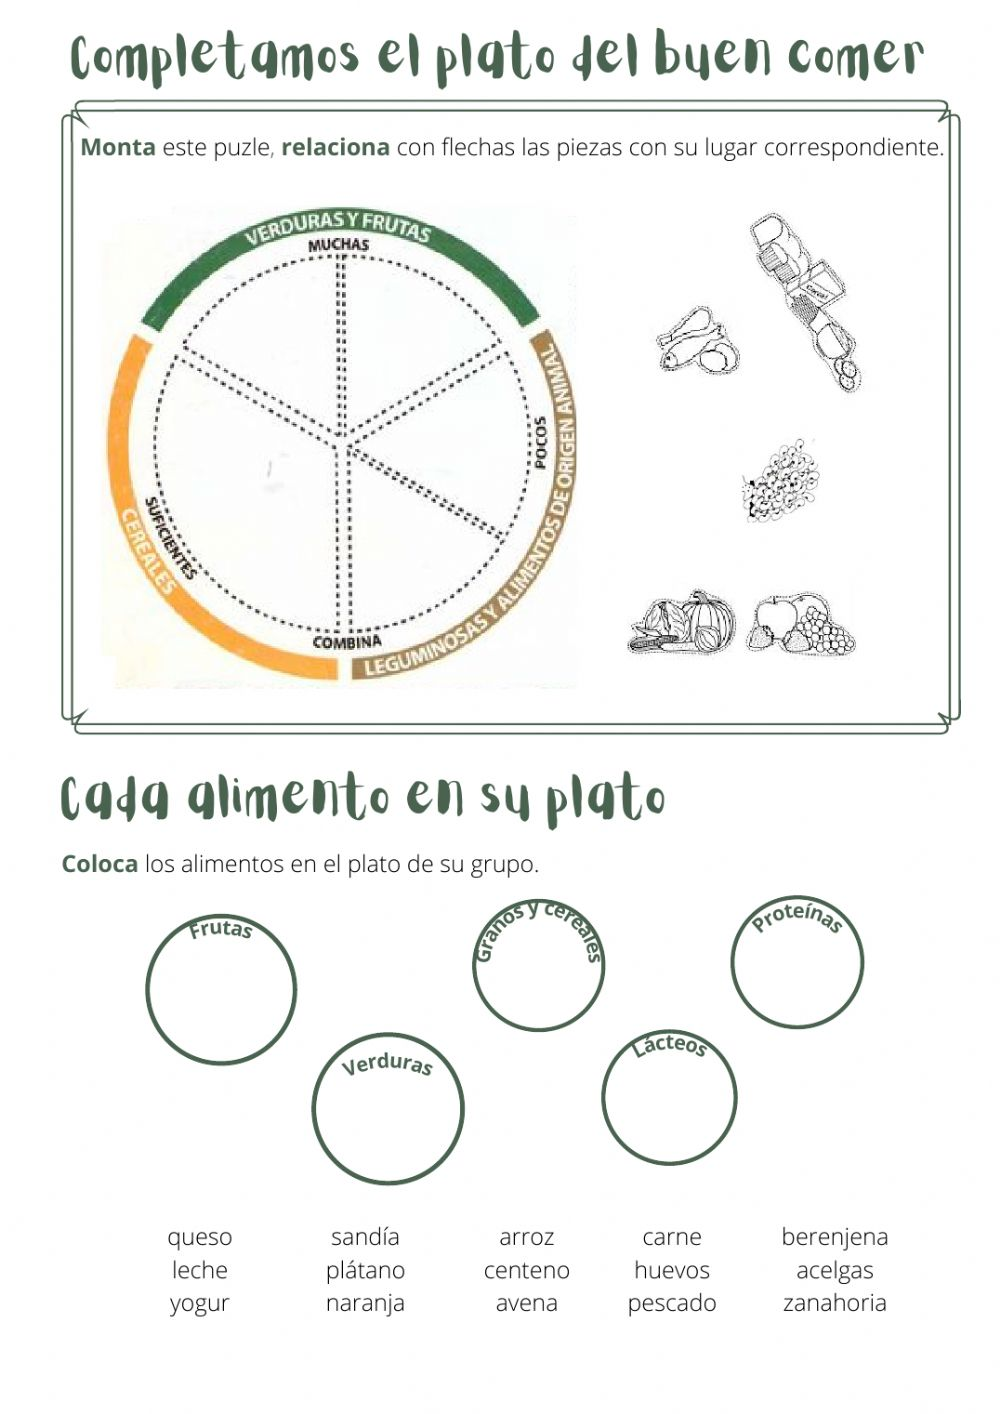 Completamos el plato del buen comer
Monta este puzle, relaciona con flechas las piezas con su lugar correspondiente.
VERDURAS Y FRUTAS
MUCHAS
LEGUMINOSAS Y ALIMENTOS DE ORIGEN ANIMAL
POCOS
SUFICIENTES
CEREALES
COMBINA
Cereal
Cada alimento en su plato
Coloca los alimentos en el plato de su grupo.
Frutas
Granos y cereales
Proteínas
Verduras
Lácteos
queso sandía arroz carne berenjena
leche plátano centeno huevos acelgas
yogur naranja avena pescado zanahoria